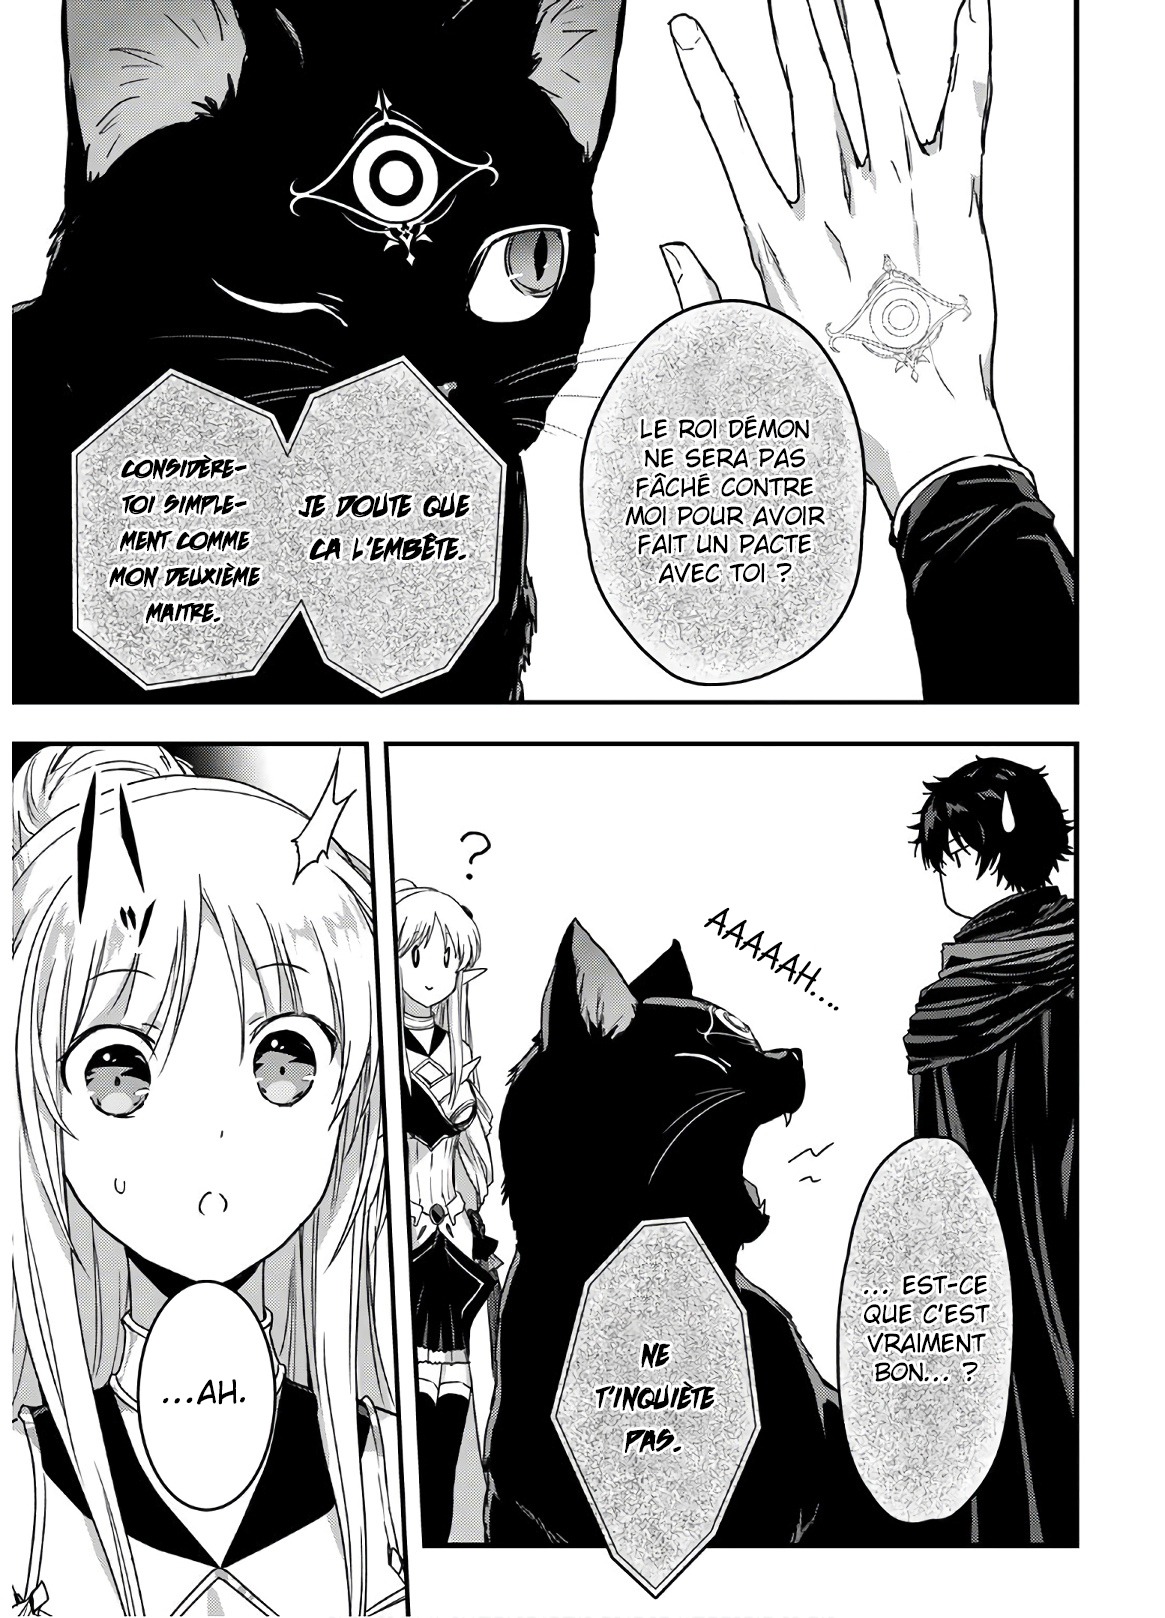 LE ROI DÉMON
NE SERA PAS
FÂCHÉ CONTRE
MOI POUR AVOIR
FAIT UN PACTE
AVEC TOI ?
JE DOUTE QUE
CA L'EMBÊTE.
CONSIDÈRE-
TOI SIMPLE-
MENT COMME
MON DEUXIÈME
MAITRE.
?
AAAAAH....
... EST-CE
QUE C'EST
VRAIMENT
BON... ?
NE
T'INQUIÈTE
PAS.
...AH.